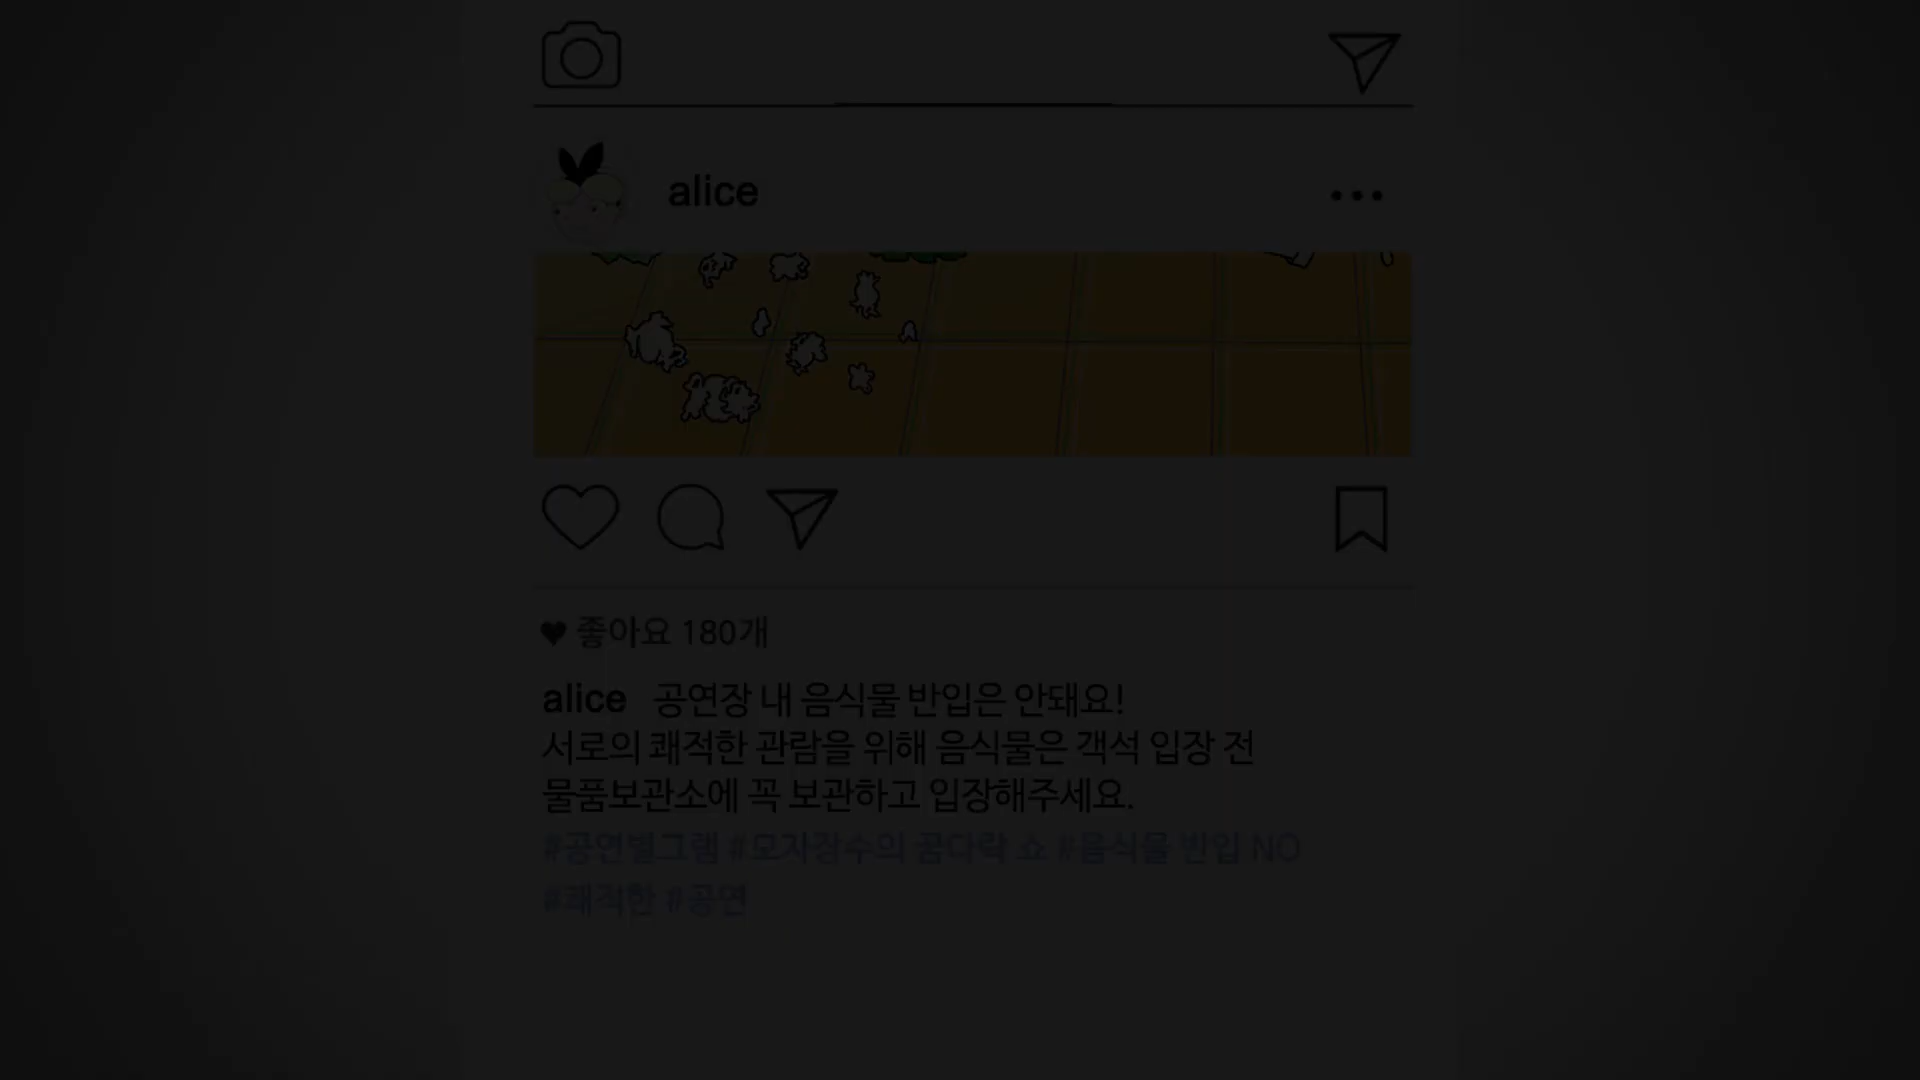 alice
좋아요 180개
alice 공연장 내 음식물 반입은 안돼요!
서로의 쾌적한 관람을 위해 음식물은 객석 입장 전
물품보관소에 꼭 보관하고 입장해주세요.
#공연별그램 #모자장수의 꿈다락 쇼 #음식물 반입 NO
#쾌적한 #공연